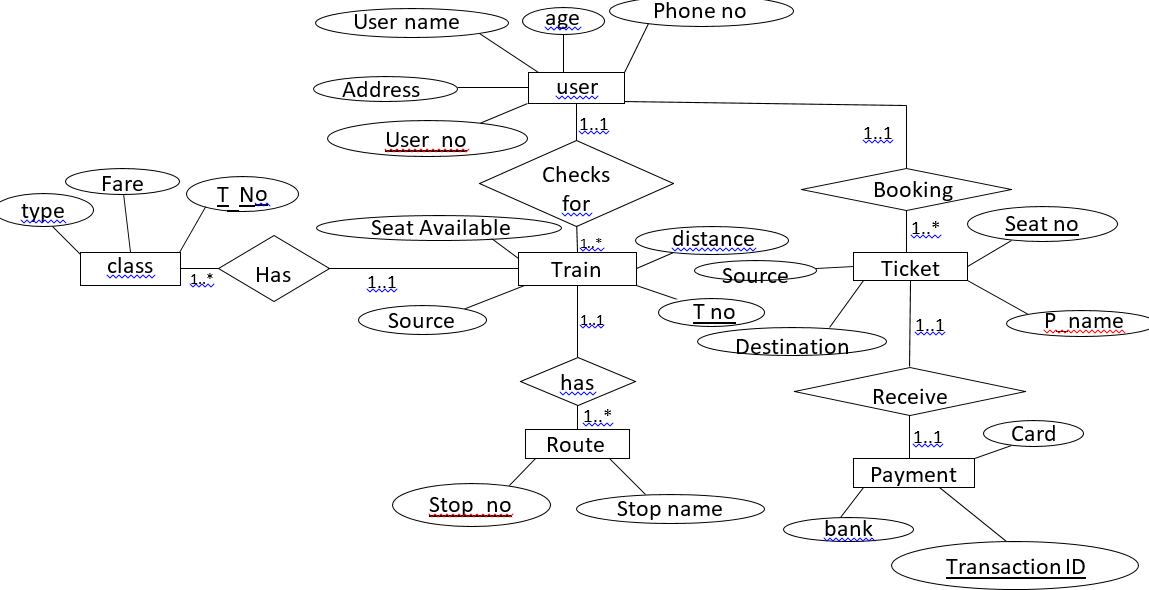 User name
age
Phone no
Address
user
User_no
1..1
1..1
Checks
for
Booking
Fare
T_No
type
Seat Available
1..*
distance
1..*
Seat no
class
Has
1..*
1..1
Train
Source
Ticket
Source
T no
1..1
1..1
P_name
Destination
has
Receive
1..*
1..1
Card
Route
Payment
Stop_no
Stop name
bank
Transaction ID